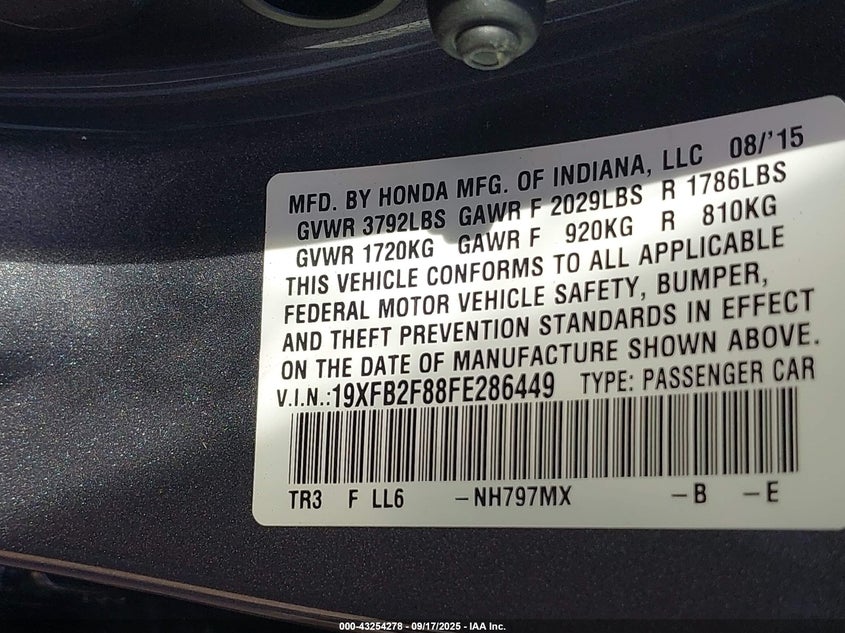 MFD. BY HONDA MFG. OF INDIANA, LLC 08/'15
GVWR 3792LBS GAWR F 2029LBS R 1786LBS
GVWR 1720KG GAWR F 920KG R 810KG
THIS VEHICLE CONFORMS TO ALL APPLICABLE
FEDERAL MOTOR VEHICLE SAFETY, BUMPER,
AND THEFT PREVENTION STANDARDS IN EFFECT
ON THE DATE OF MANUFACTURE SHOWN ABOVE.
V.I.N.:19XFB2F88FE286449 TYPE: PASSENGER CAR
TR3 F LL6 -NH797MX -B -E
000-43254278 - 09/17/2025 - IAA Inc.